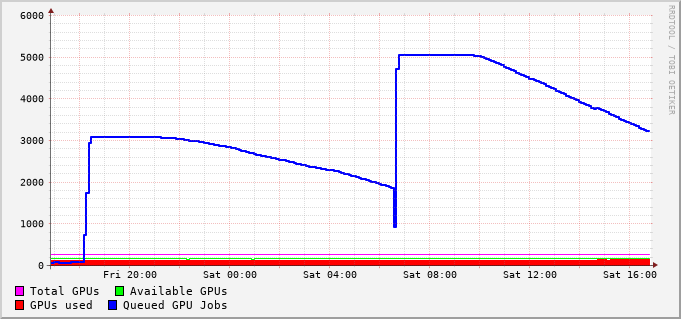 RRDTOOL / TOBI OETIKER
6000
5000
4000
3000
2000
1000
0
Fri 20:00 Sat 00:00 Sat 04:00 Sat 08:00 Sat 12:00 Sat 16:00
Total GPUs Available GPUs
GPUs used Queued GPU Jobs